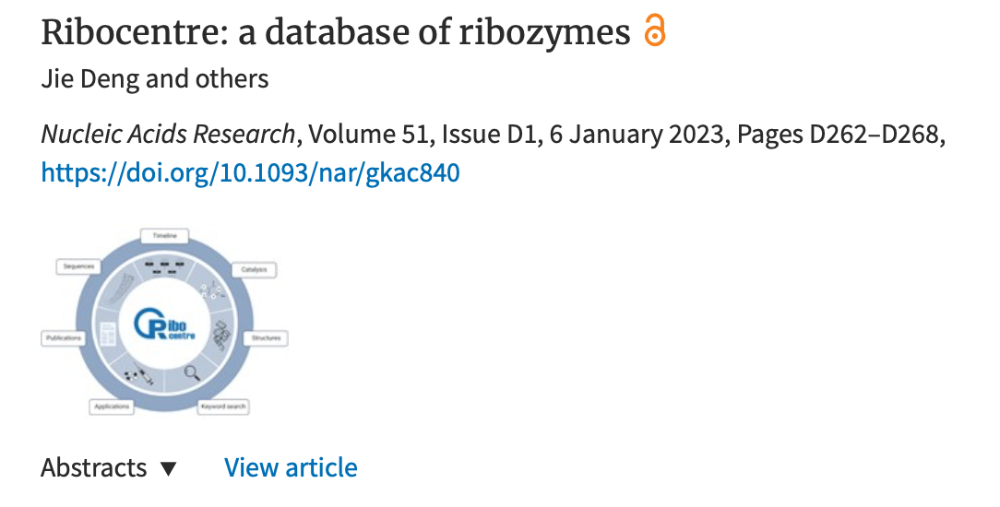 Ribocentre: a database of ribozymes
Jie Deng and others
Nucleic Acids Research, Volume 51, Issue D1, 6 January 2023, Pages D262–D268,
https://doi.org/10.1093/nar/gkac840
Timeline
Sequences
Catalysis
Ribo
centre
Publications
Structures
Applications
Keyword search
Abstracts ▼ View article